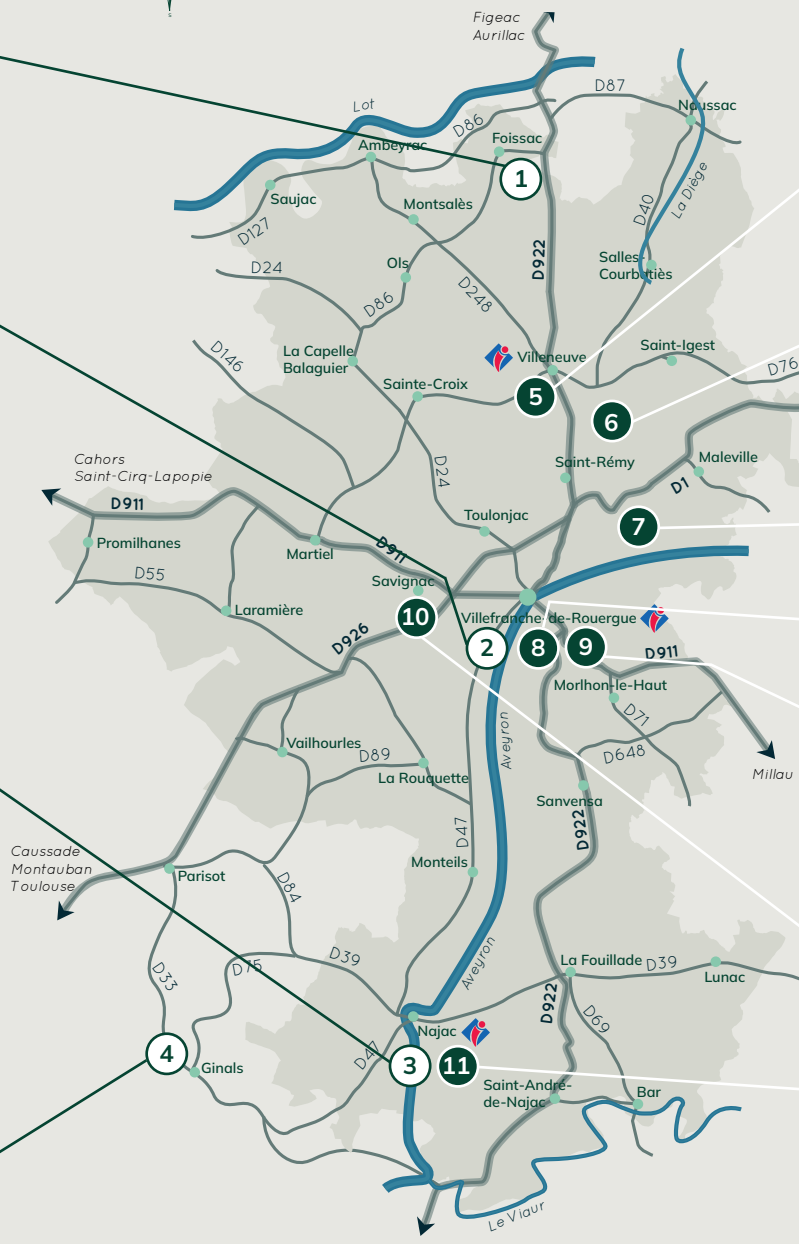 s
Figeac
Aurillac
D87
Naussac
Lot
D86
Ambeyrac
Foissac
1
Saujac
Montsalès
D127
D40
La Diège
D922
D24
Ols
Salles-
Courbatiès
D248
D86
D146
La Capelle
Balaguier
Villeneuve
Saint-Igest
D76
Sainte-Croix
5
6
Cahors
Saint-Cirq-Lapopie
Saint-Rémy
Maleville
D24
D1
D911
Toulonjac
7
Promilhanes
Martiel
D911
D55
Savignac
Laramière
10
Villefranche-de-Rouergue
D926
2
8
9
D911
Morlhon-le-Haut
D71
Aveyron
Vailhourles
D89
D648
La Rouquette
Millau
Sanvensa
D47
D922
Caussade
Montauban
Toulouse
Parisot
Monteils
D84
D39
D75
D33
Aveyron
La Fouillade
D39
Lunac
D922
D69
Najac
4
Ginals
D47
3
11
Saint-André-
de-Najac
Bar
Le Viaur